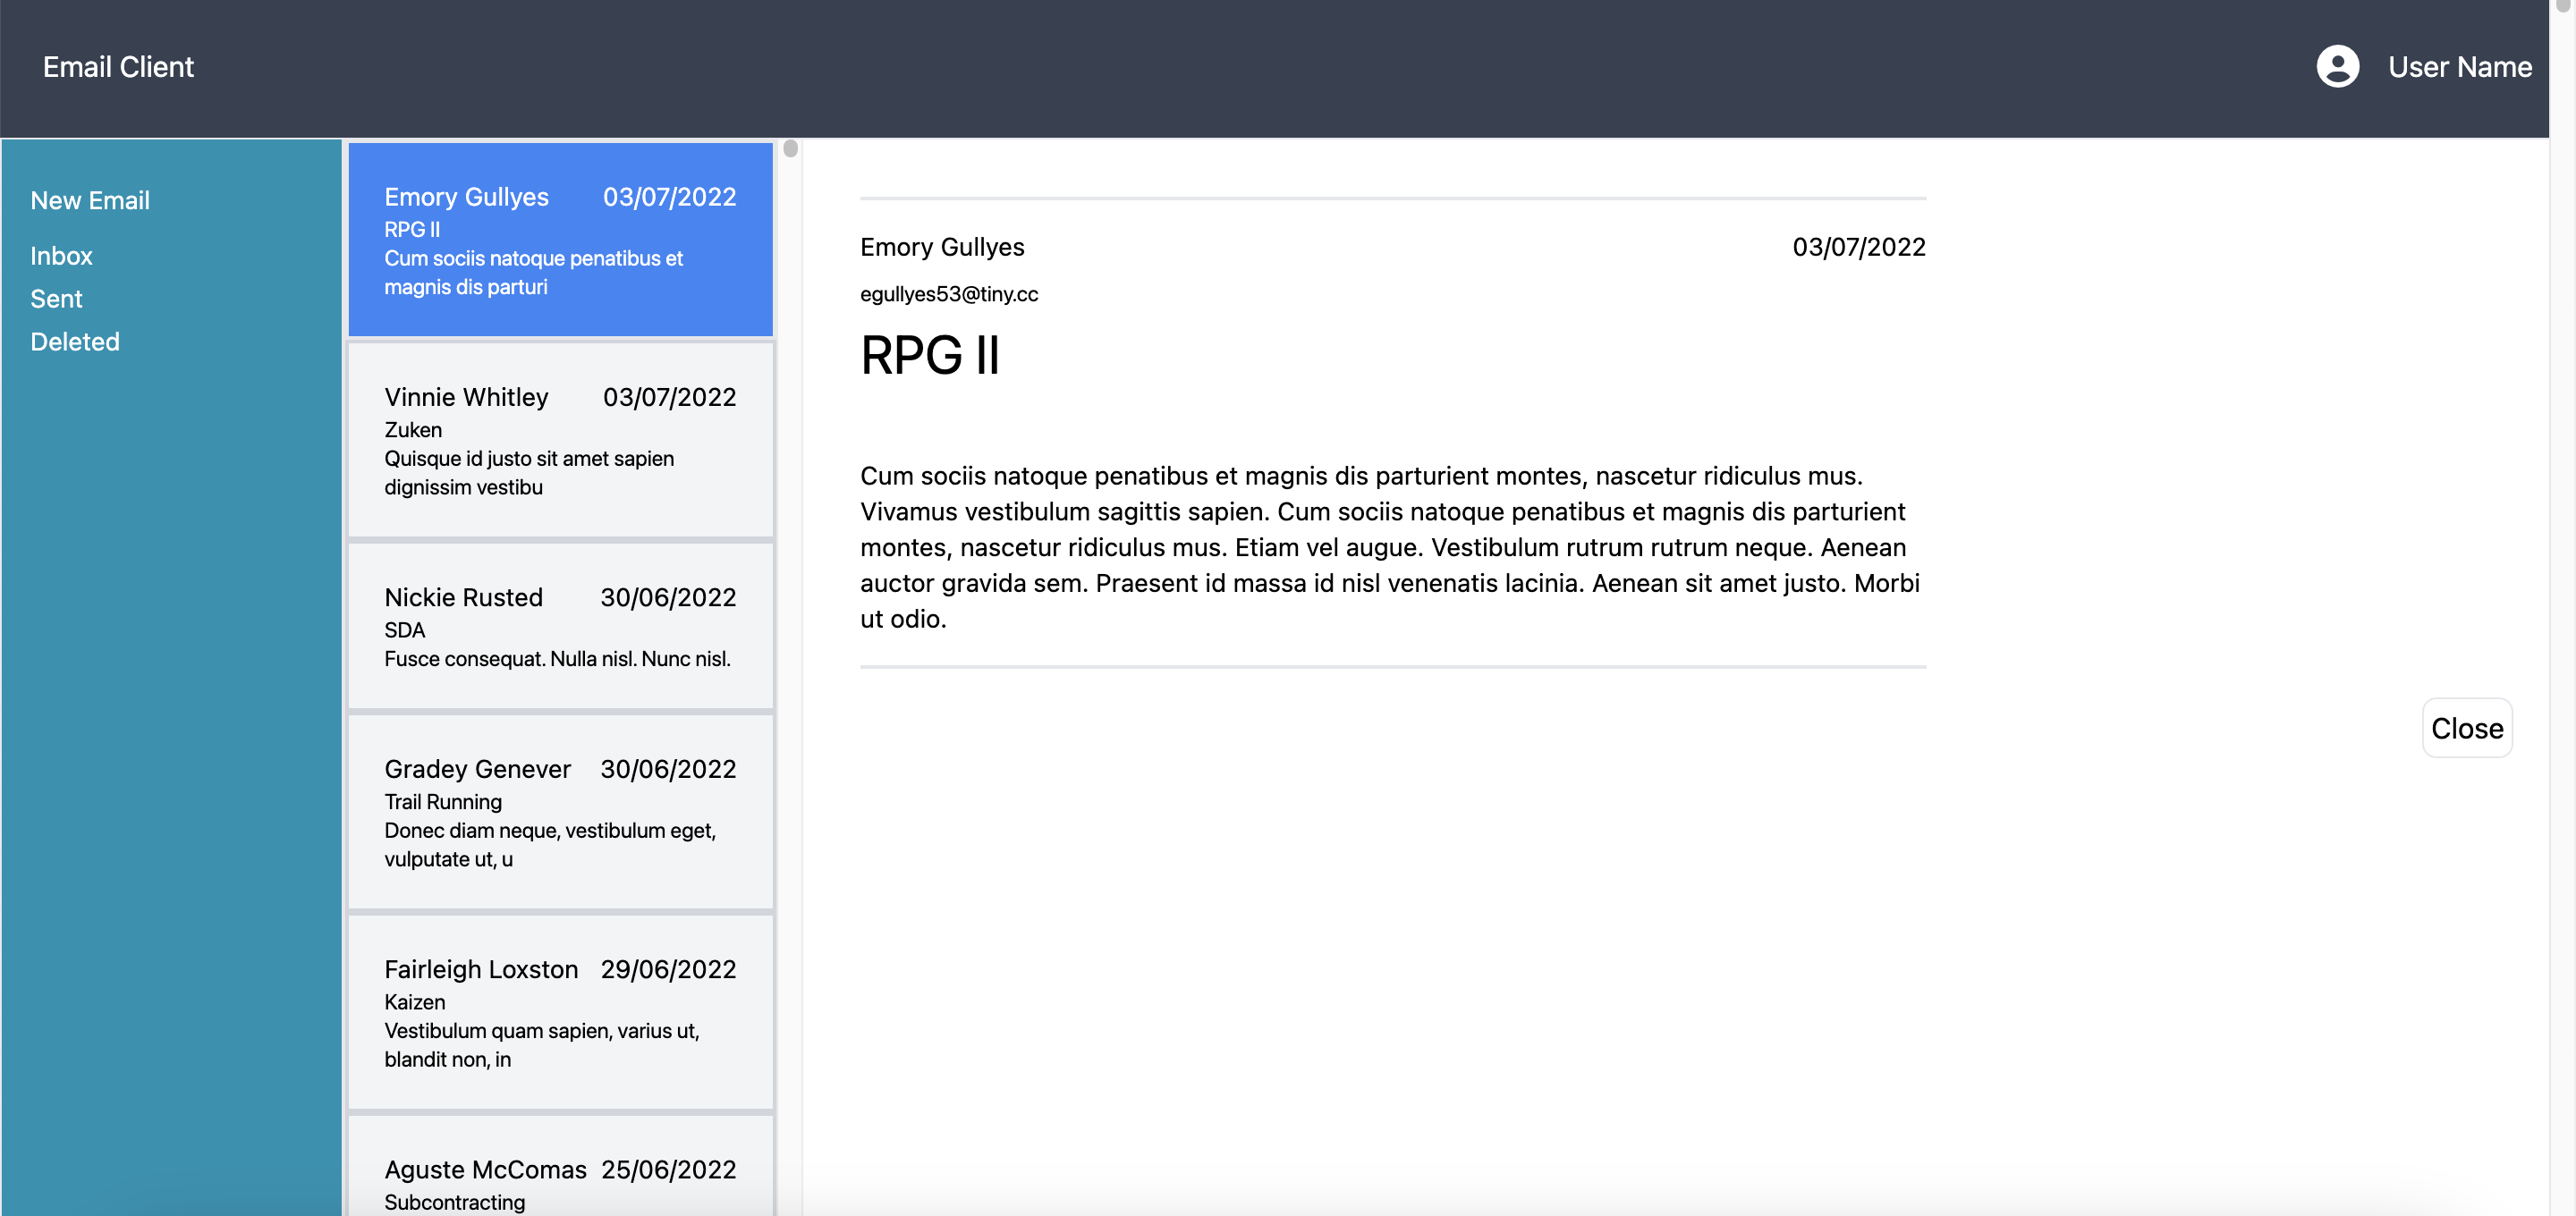 Email Client
User Name
New Email
Inbox
Sent
Deleted
Emory Gullyes 03/07/2022
RPG II
Cum sociis natoque penatibus et
magnis dis parturi
Vinnie Whitley 03/07/2022
Zuken
Quisque id justo sit amet sapien
dignissim vestibu
Nickie Rusted 30/06/2022
SDA
Fusce consequat. Nulla nisl. Nunc nisl.
Gradey Genever 30/06/2022
Trail Running
Donec diam neque, vestibulum eget,
vulputate ut, u
Fairleigh Loxston 29/06/2022
Kaizen
Vestibulum quam sapien, varius ut,
blandit non, in
Aguste McComas 25/06/2022
Subcontracting
Emory Gullyes 03/07/2022
egullyes53@tiny.cc
RPG II
Cum sociis natoque penatibus et magnis dis parturient montes, nascetur ridiculus mus.
Vivamus vestibulum sagittis sapien. Cum sociis natoque penatibus et magnis dis parturient
montes, nascetur ridiculus mus. Etiam vel augue. Vestibulum rutrum rutrum neque. Aenean
auctor gravida sem. Praesent id massa id nisl venenatis lacinia. Aenean sit amet justo. Morbi
ut odio.
Close